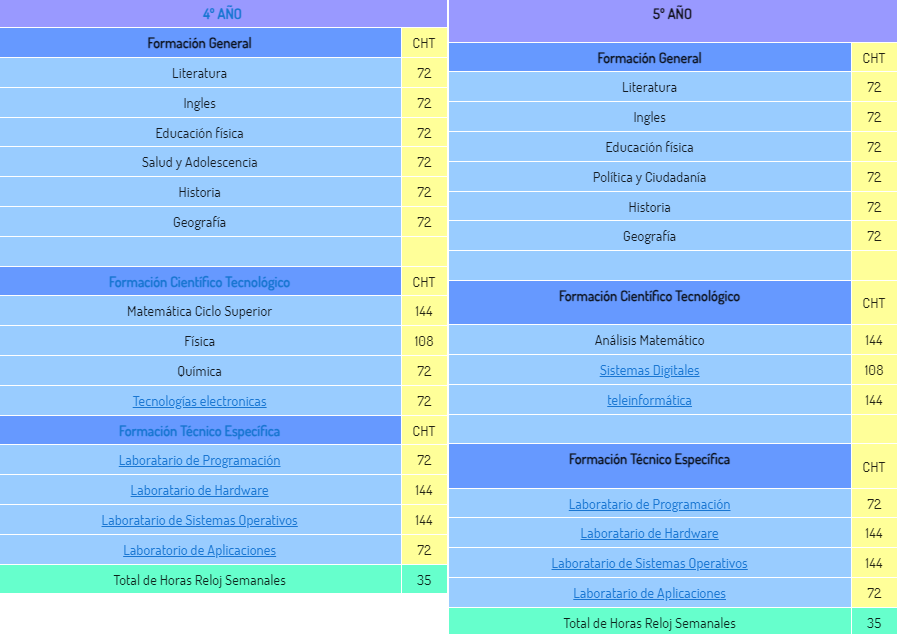 4º AÑO
Formación General CHT
Literatura 72
Ingles 72
Educación física 72
Salud y Adolescencia 72
Historia 72
Geografía 72
Formación Científico Tecnológico CHT
Matemática Ciclo Superior 144
Física 108
Química 72
Tecnologías electronicas 72
Formación Técnico Específica CHT
Laboratario de Programación 72
Laboratario de Hardware 144
Laboratario de Sistemas Operativos 144
Laboratorio de Aplicaciones 72
Total de Horas Reloj Semanales 35
5º AÑO
Formación General CHT
Literatura 72
Ingles 72
Educación física 72
Política y Ciudadanía 72
Historia 72
Geografía 72
Formación Científico Tecnológico CHT
Análisis Matemático 144
Sistemas Digitales 108
teleinformática 144
Formación Técnico Específica CHT
Laboratario de Programación 72
Laboratario de Hardware 144
Laboratario de Sistemas Operativos 144
Laboratario de Aplicaciones 72
Total de Horas Reloj Semanales 35